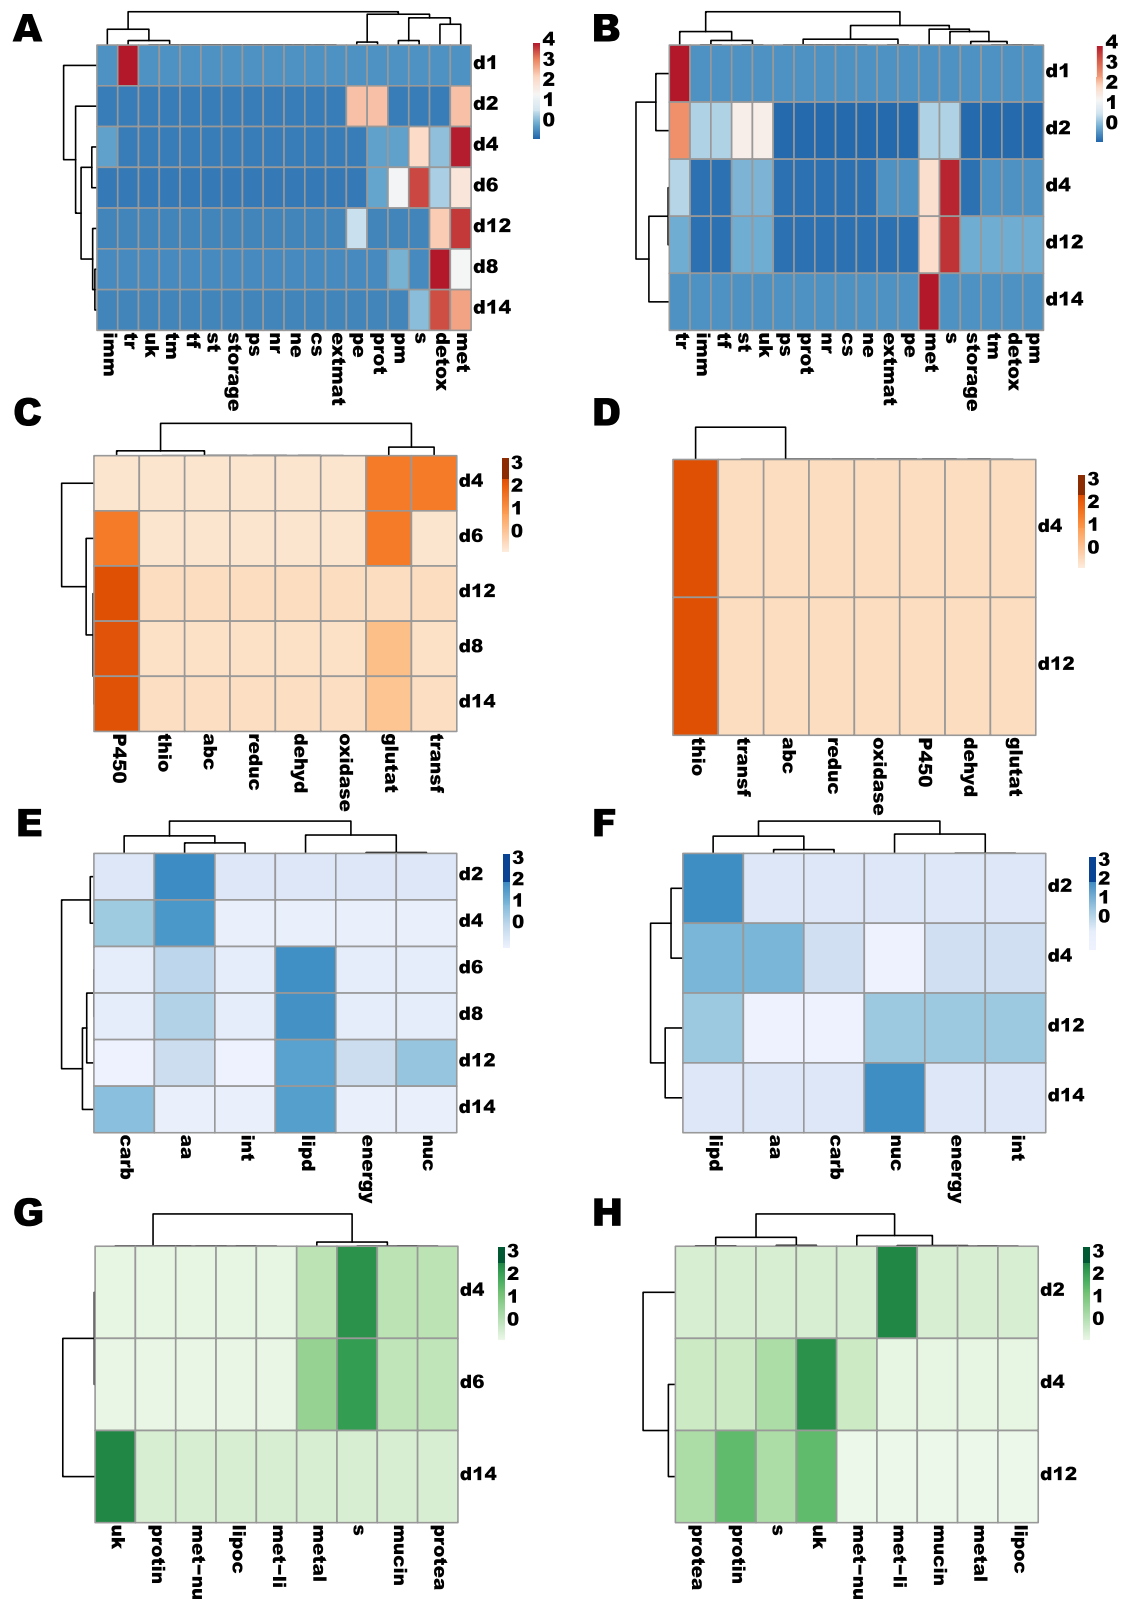 A
4
3
2
1
0
d1
d2
d4
d6
d12
d8
d14
imm
tr
uk
tm
tf
st
storage
ps
nr
ne
cs
extmat
pe
prot
pm
s
detox
met
B
4
3
2
1
0
d1
d2
d4
d12
d14
tr
imm
tf
st
uk
ps
prot
nr
cs
ne
extmat
pe
met
s
storage
tm
detox
pm
C
3
2
1
0
d4
d6
d12
d8
d14
P450
thio
abc
reduc
dehyd
oxidase
glutat
transf
D
3
2
1
0
d4
d12
thio
transf
abc
reduc
oxidase
P450
dehyd
glutat
E
3
2
1
0
d2
d4
d6
d8
d12
d14
carb
aa
int
lipd
energy
nuc
F
3
2
1
0
d2
d4
d12
d14
lipd
aa
carb
nuc
energy
int
G
3
2
1
0
d4
d6
d14
uk
protin
met-nu
lipoc
met-li
metal
s
mucin
protea
H
3
2
1
0
d2
d4
d12
protea
protin
s
uk
met-nu
met-li
mucin
metal
lipoc